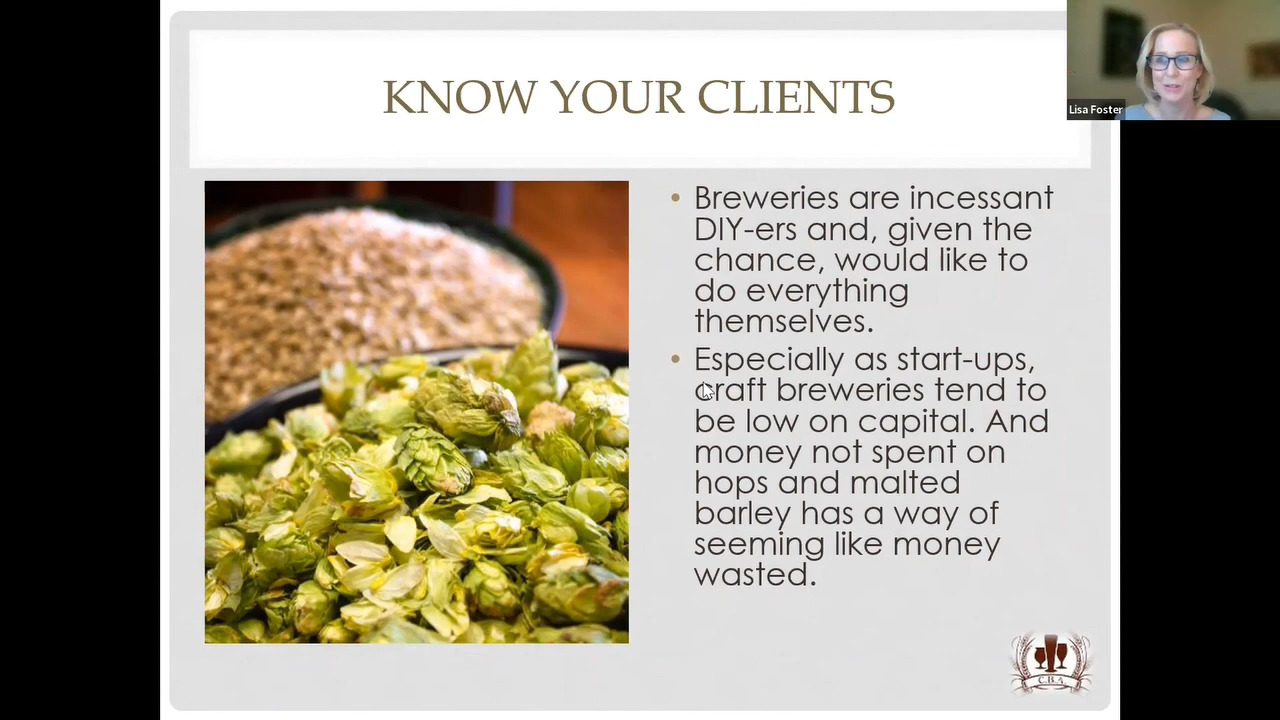 KNOW YOUR CLIENTS
Lisa Foster
• Breweries are incessant
DIY-ers and, given the
chance, would like to
do everything
themselves.
• Especially as start-ups,
craft breweries tend to
be low on capital. And
money not spent on
hops and malted
barley has a way of
seeming like money
wasted.
C.B.A.